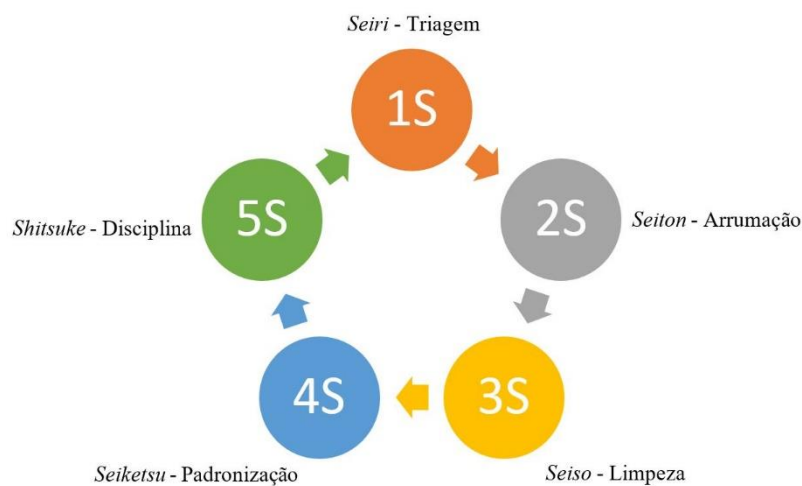 Seiri - Triagem
1S
5S
2S
Shitsuke - Disciplina
Seiton - Arrumação
4S
3S
Seiketsu - Padronização
Seiso - Limpeza